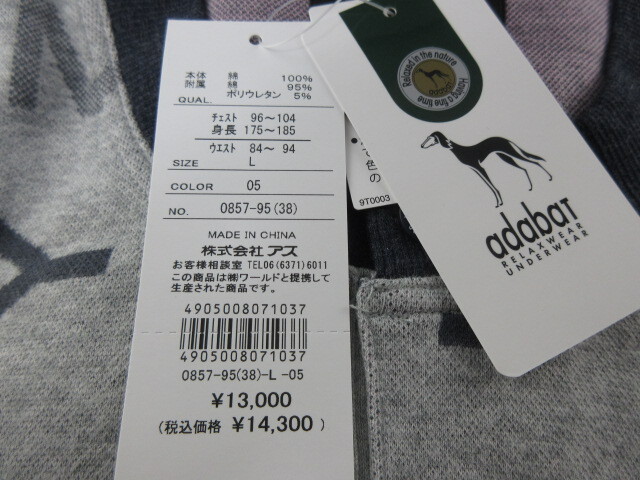 本体 綿 100%
附属 綿 95%
ポリウレタン 5%
QUAL.
チェスト 96～104
身長 175～185
ウエスト 84～ 94
SIZE L
COLOR 05
NO. 0857-95(38)
MADE IN CHINA
株式会社 アズ
お客様相談室 TEL06(6371)6011
この商品は㈱ワールドと提携して
生産された商品です。
4905008071037
4905008071037
0857-95(38)-L -05
¥13,000
(税込価格 ¥14,300 )
Relaxed in the nature
Having a fine time
adabat
RELAXWEAR
UNDERWEAR
色
の
9T0003